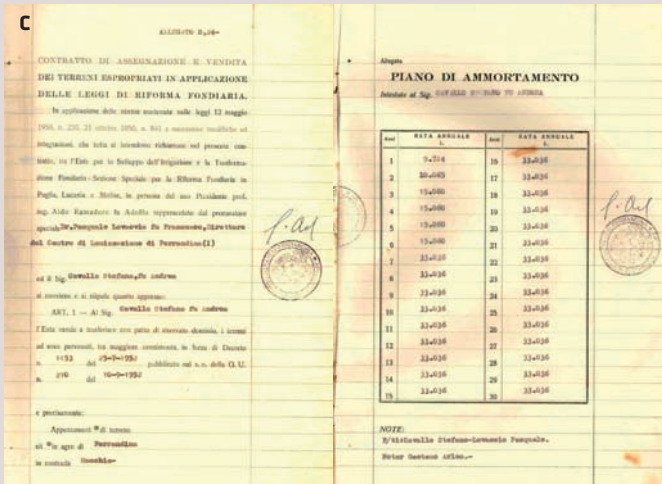 C
ALLEGATO
CONTRATTO DI ASSEGNAZIONE E VENDITA
DEI TERRENI ESPROPRIATI IN APPLICAZIONE
DELLE LEGGI DI RIFORMA FONDIARIA.
In applicazione delle norme contenute nelle leggi 12 maggio
1950, n. 230, 21 ottobre 1950, n. 841 e successive modifiche ed
integrazioni, che tutte si intendono richiamate nel presente con-
tratto, tra l'Ente per lo Sviluppo dell'Irrigazione e la Trasforma-
zione Fondiaria - Sezione Speciale per la Riforma Fondiaria in
Puglia, Lucania e Molise, in persona del suo Presidente prof.
ing. Aldo Ramadoro fu Adolfo rappresentato dal procuratore
speciale Dr. Pasquale Lovascio fu Francesco, Direttore
del Centro di Colonizzazione di Ferrandina
ed il Sig. Cavallo Stefano, fu Andrea
si conviene e si stipula quanto appresso:
ART. 1 — Al Sig. Cavallo Stefano fu Andrea
l'Ente vende e trasferisce con patto di riservato dominio, i terreni
ad esso pervenuti, tra maggiore consistenza, in forza di Decreto
n. 1153 del 25-7-1952 pubblicato sul s.o. della G. U.
n. 210 del 10-9-1952
e precisamente:
Appezzamenti di terreno
siti in agro di Ferrandina
in contrada Macchia-
Allegato
PIANO DI AMMORTAMENTO
Intestato al Sig. CAVALLO STEFANO FU ANDREA
Anni RATA ANNUALE L. Anni RATA ANNUALE L.
1 9.714 16 33.036
2 10.065 17 33.036
3 15.000 18 33.036
4 15.000 19 33.036
5 15.000 20 33.036
6 15.000 21 33.036
7 33.036 22 33.036
8 33.036 23 33.036
9 33.036 24 33.036
10 33.036 25 33.036
11 33.036 26 33.036
12 33.036 27 33.036
13 33.036 28 33.036
14 33.036 29 33.036
15 33.036 30 33.036
NOTE:
Cavallo Stefano-Lovascio Pasquale.
Notar Gaetano